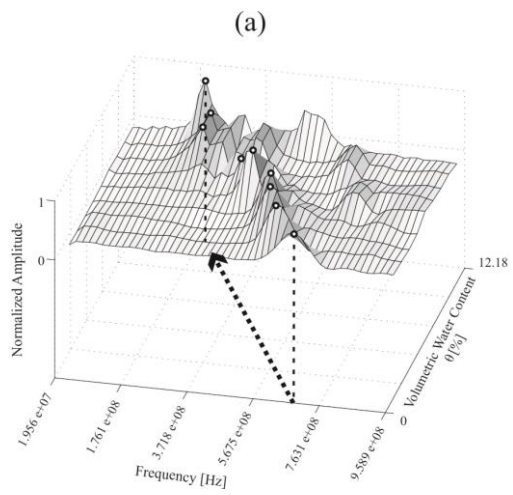 (a)
1
0
Normalized Amplitude
12.18
Volumetric Water Content
θ [%]
0
1.956 e+07
1.761 e+08
3.718 e+08
5.675 e+08
7.631 e+08
9.589 e+08
Frequency [Hz]